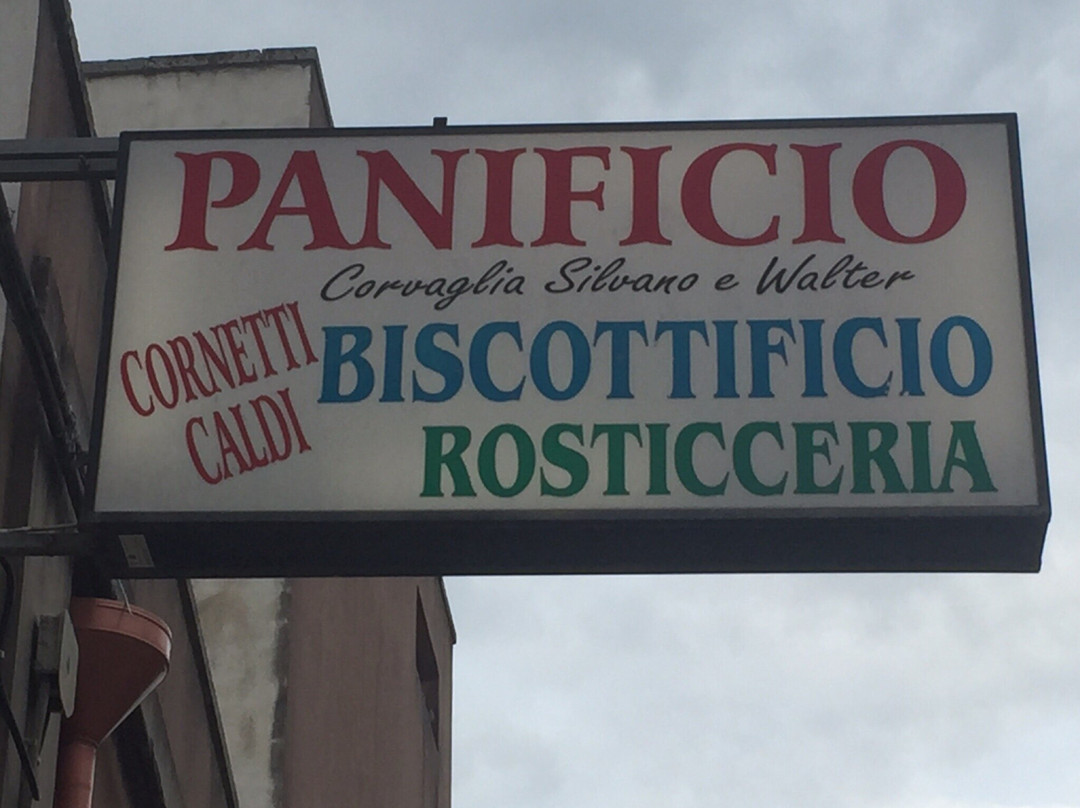 PANIFICIO
Corvaglia Silvano e Walter
CORNETTI
CALDI
BISCOTTIFICIO
ROSTICCERIA